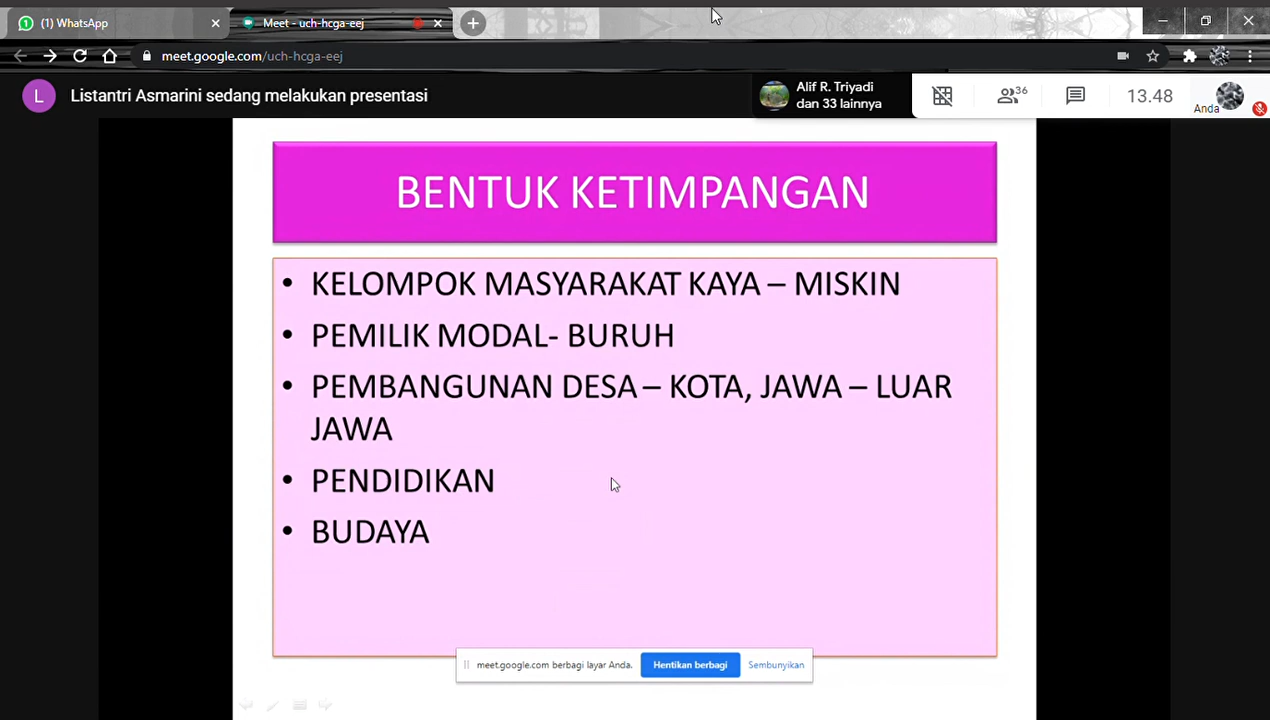 (1) WhatsApp
Meet - uch-hcga-eej
meet.google.com/uch-hcga-eej
L
Listantri Asmarini sedang melakukan presentasi
Alif R. Triyadi
dan 33 lainnya
36
13.48
Anda
BENTUK KETIMPANGAN
• KELOMPOK MASYARAKAT KAYA – MISKIN
• PEMILIK MODAL- BURUH
• PEMBANGUNAN DESA – KOTA, JAWA – LUAR
JAWA
• PENDIDIKAN
• BUDAYA
meet.google.com berbagi layar Anda.
Hentikan berbagi
Sembunyikan